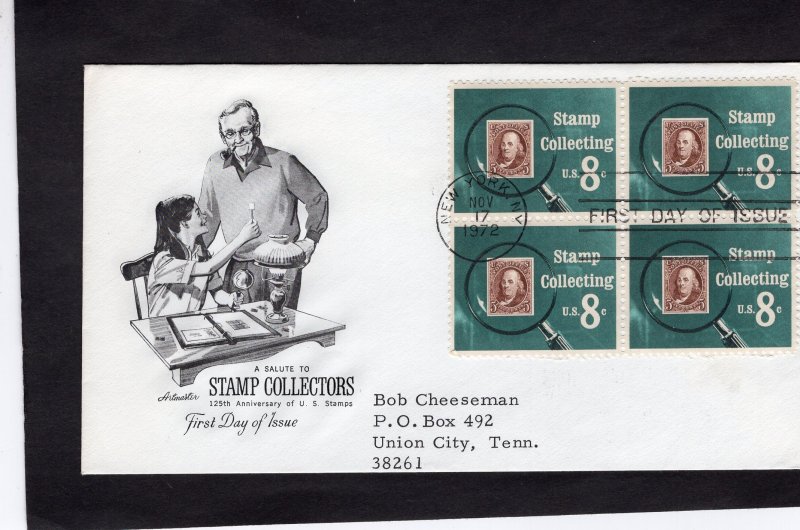 Stamp
Collecting
U.S. 8c
Stamp
Collecting
U.S. 8c
NEW YORK NY
NOV
17
1972
FIRST DAY OF ISSUE
Stamp
Collecting
U.S. 8c
Stamp
Collecting
U.S. 8c
A SALUTE TO
STAMP COLLECTORS
125th Anniversary of U. S. Stamps
Artmaster
First Day of Issue
Bob Cheeseman
P.O. Box 492
Union City, Tenn.
38261